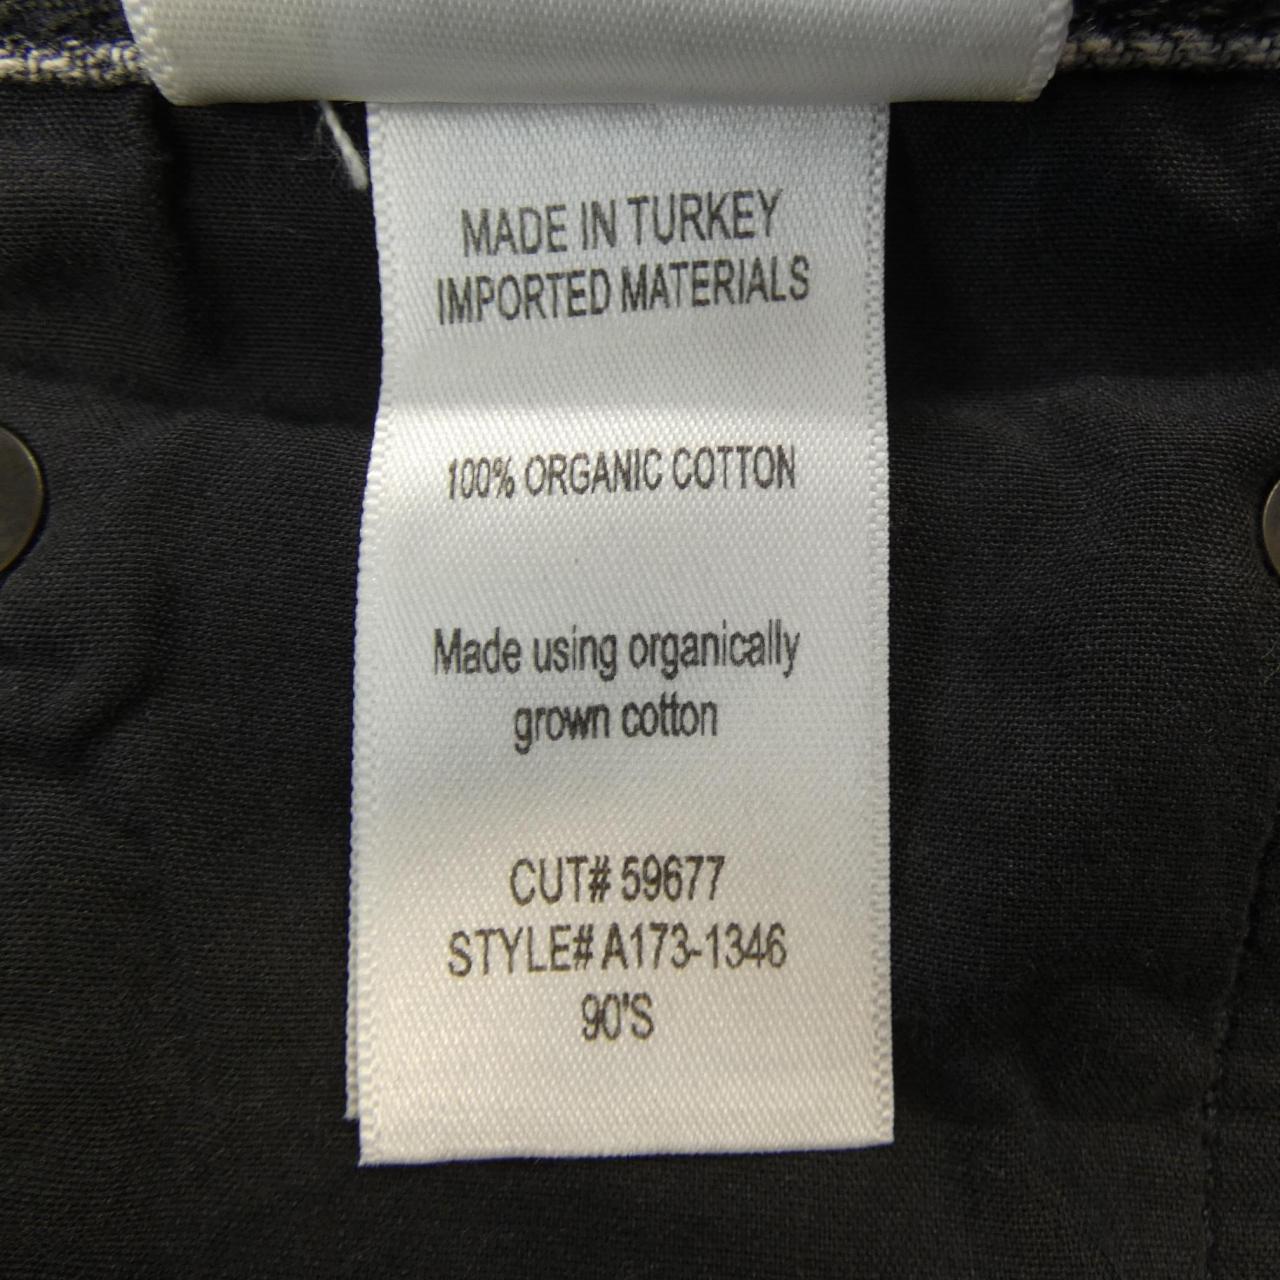 MADE IN TURKEY
IMPORTED MATERIALS
100% ORGANIC COTTON
Made using organically
grown cotton
CUT# 59677
STYLE# A173-1346
90'S